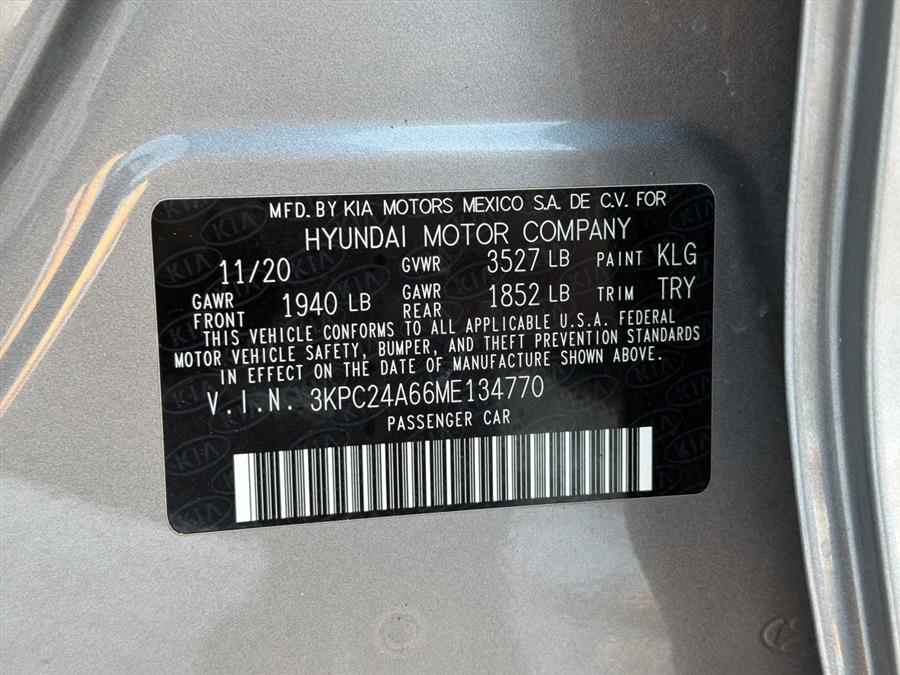 MFD. BY KIA MOTORS MEXICO S.A. DE C.V. FOR
HYUNDAI MOTOR COMPANY
11/20 GVWR 3527 LB PAINT KLG
GAWR FRONT 1940 LB GAWR REAR 1852 LB TRIM TRY
THIS VEHICLE CONFORMS TO ALL APPLICABLE U.S.A. FEDERAL
MOTOR VEHICLE SAFETY, BUMPER, AND THEFT PREVENTION STANDARDS
IN EFFECT ON THE DATE OF MANUFACTURE SHOWN ABOVE.
V.I.N. 3KPC24A66ME134770
PASSENGER CAR